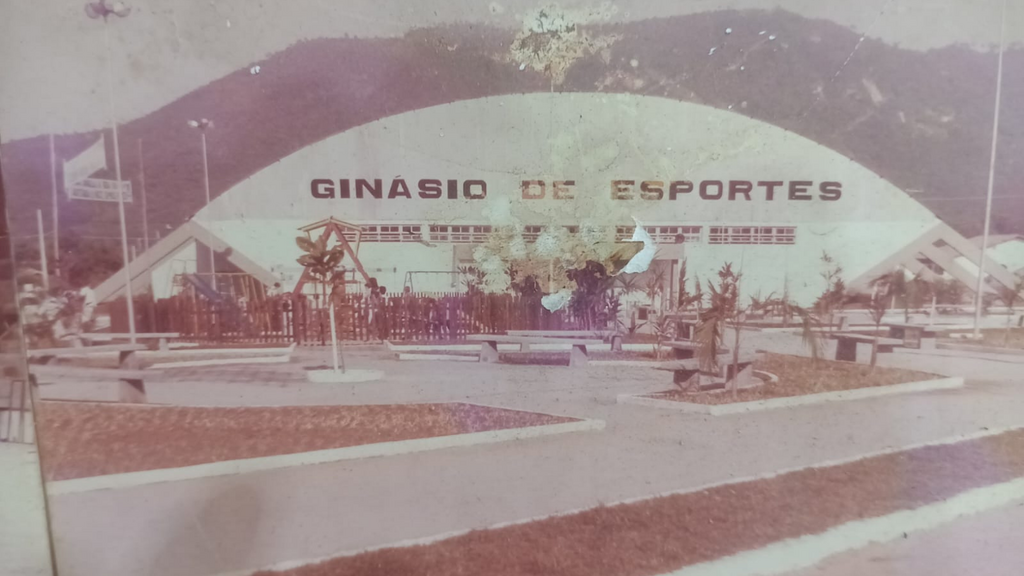 GINÁSIO DE ESPORTES